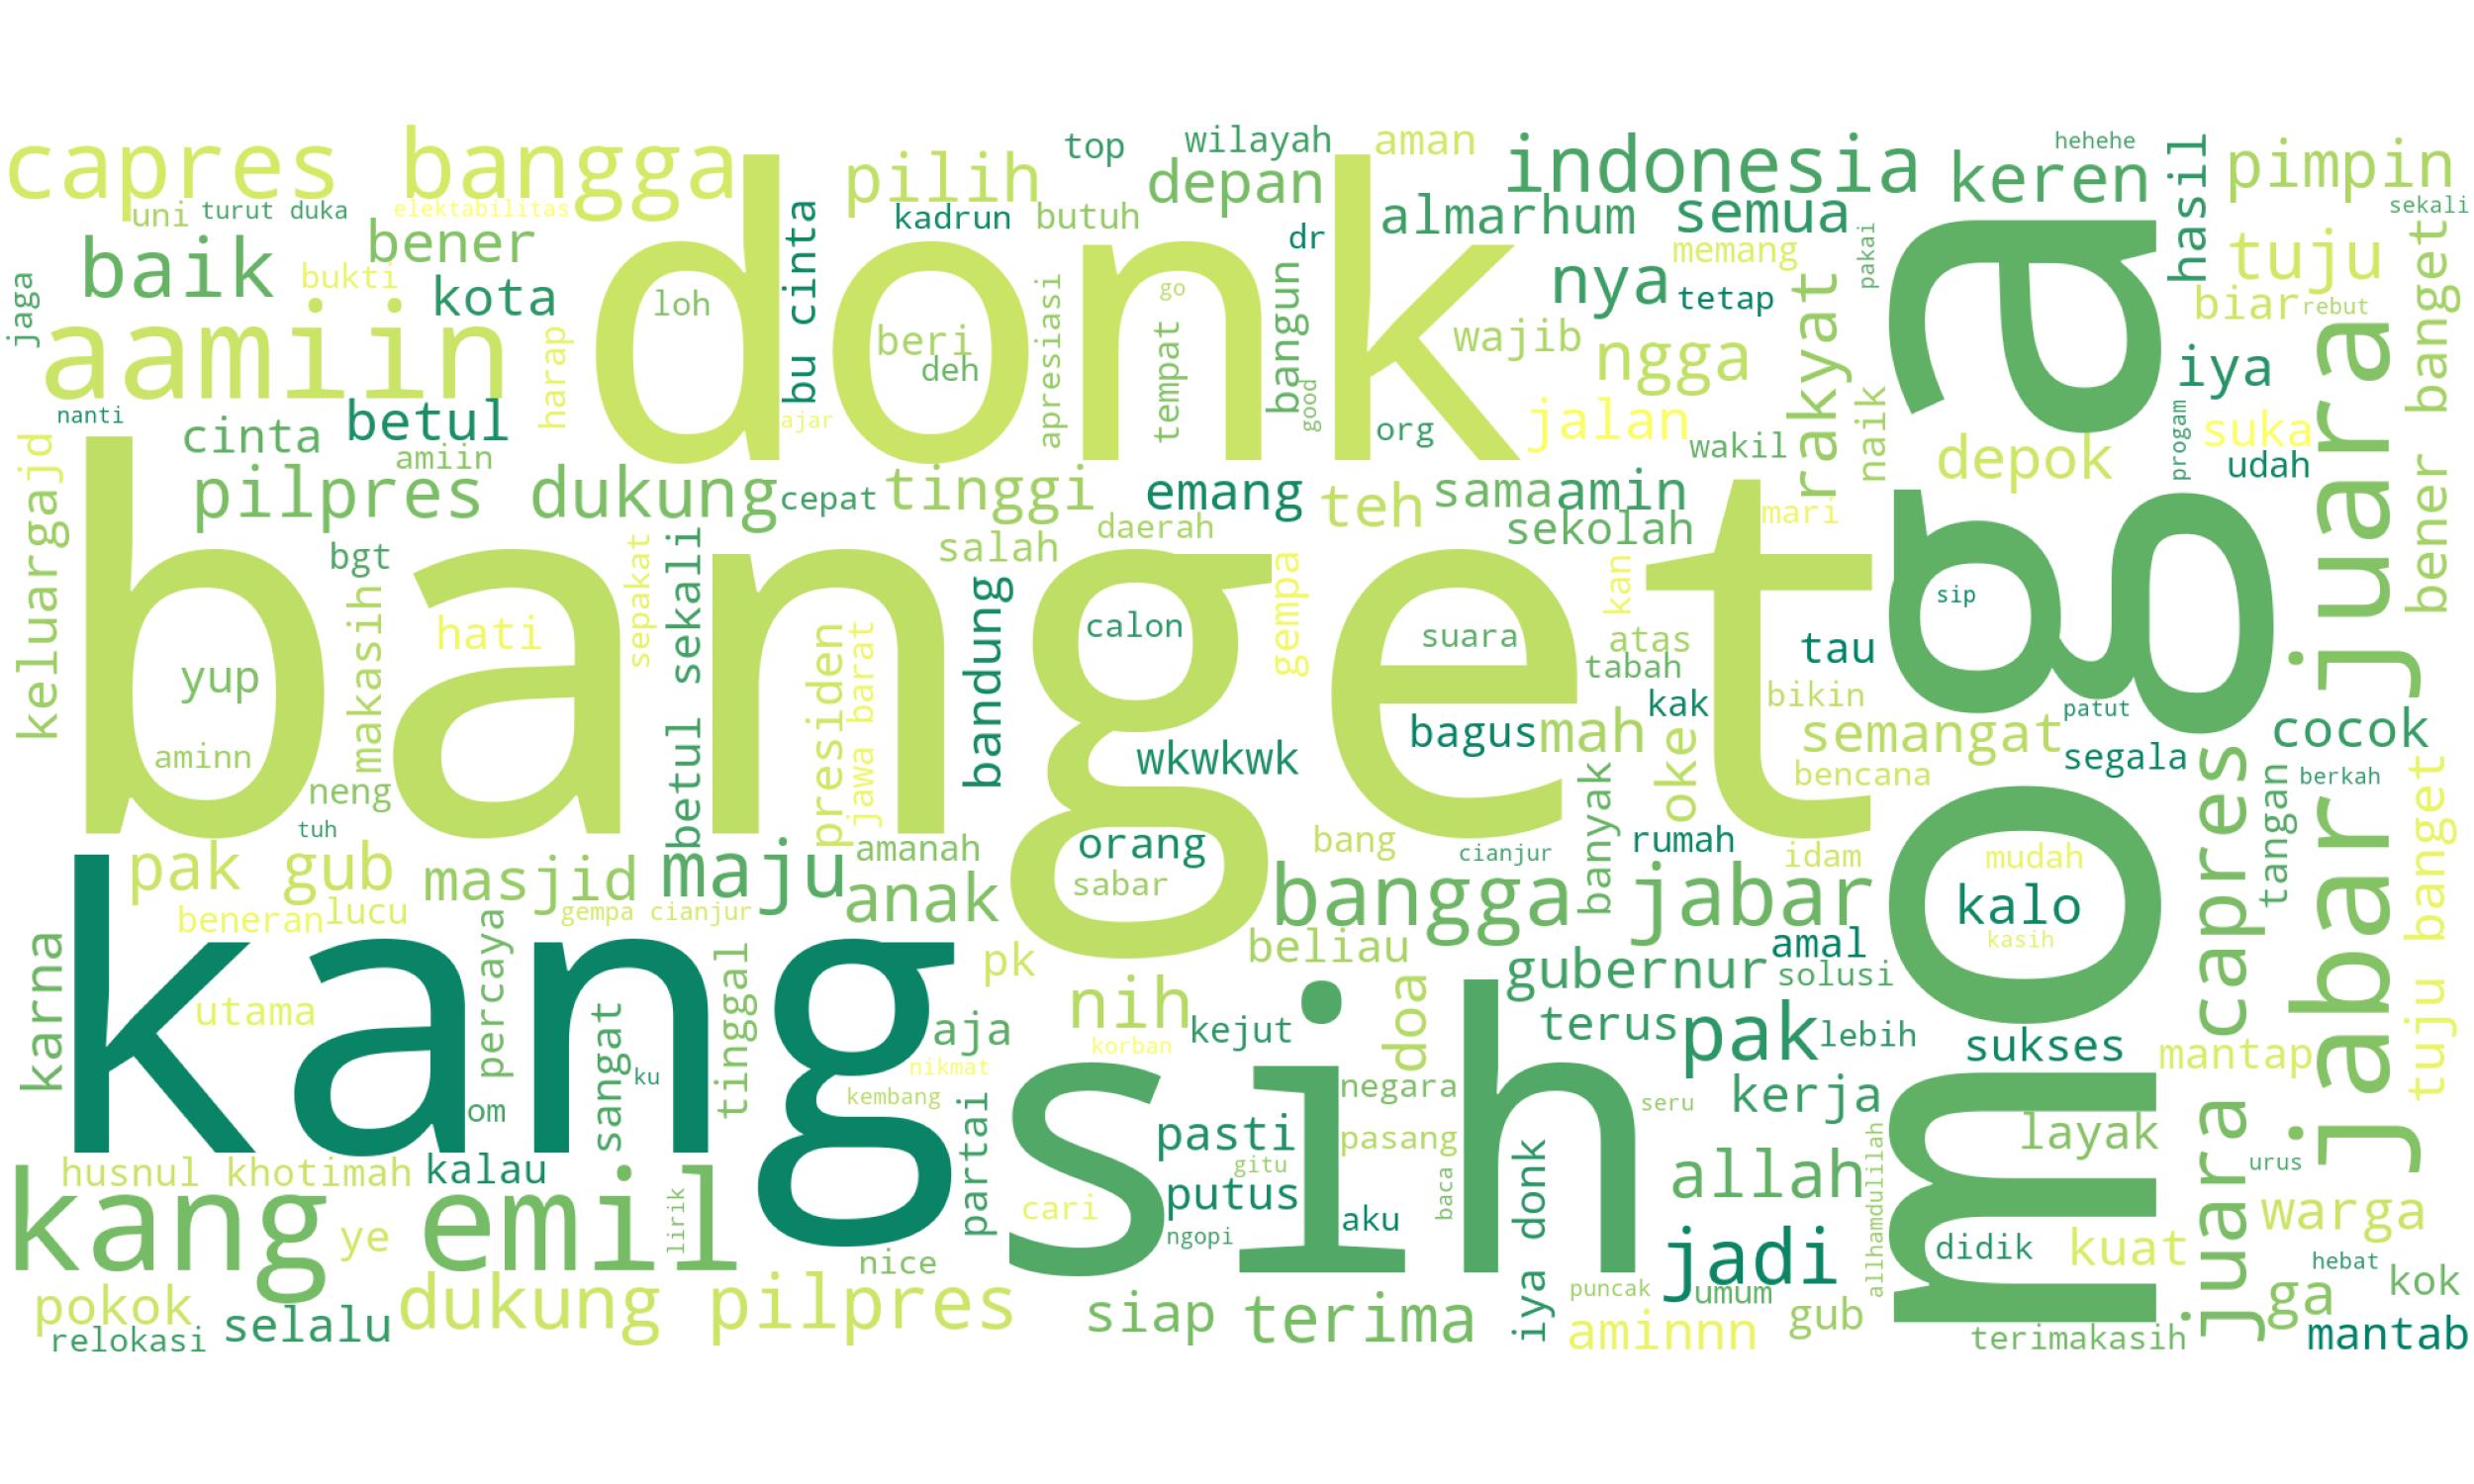 capres bangga
donk
pilih
top
wilayah
aman
indonesia
hehehe
keren
hasil
pimpin
uni
turut duka
elektabilitas
kadrun
butuh
depan
almarhum
semua
sekali
baik
bener
bu cinta
dr
memang
pakai
tuju
jaga
bukti
kota
loh
beri
deh
apresiasi
go
tempat
bangun
nya
tetap
rakyat
moga
biar
rebut
aamiin
harap
wajib
ngga
iya
juara
bener banget
nanti
cinta
betul
amiin
ajar
good
org
jalan
wakil
naik
depok
progam
suka
udah
keluargajd
pilpres dukung
cepat
tinggi
emang
teh
sama
amin
mari
banget
bgt
sepakat
betul sekali
salah
daerah
sekolah
makasih
hati
presiden
jawa barat
bandung
calon
gempa
suara
kan
atas
tabah
tau
sip
yup
aminn
neng
tuh
wkwkwk
bagus
mah
kak
bikin
semangat
patut
segala
cocok
oke
bencana
banyak
rumah
tangan
berkah
tuju banget
pak gub
masjid
maju
amanah
anak
orang
sabar
bang
cianjur
idam
mudah
bangga jabar
kalo
kasih
juara capres
jabar
beneran
lucu
gempa cianjur
karna
kang
percaya
tinggal
pk
beliau
gubernur
amal
solusi
utama
sangat
ku
aja
nikmat
nih
korban
kejut
doa
terus
pak
lebih
sukses
mantap
om
kembang
partai
sih
negara
seru
kerja
layak
pasti
pasang
husnul khotimah
kalau
gitu
putus
cari
aku
baca
iya donk
allah
allhamdulilah
urus
warga
kang emil
ye
lirik
nice
ngopi
jadi
didik
kuat
hebat
kok
pokok
relokasi
selalu
dukung pilpres
siap
terima
puncak
umum
aminnn
gub
terimakasih
ga
mantab